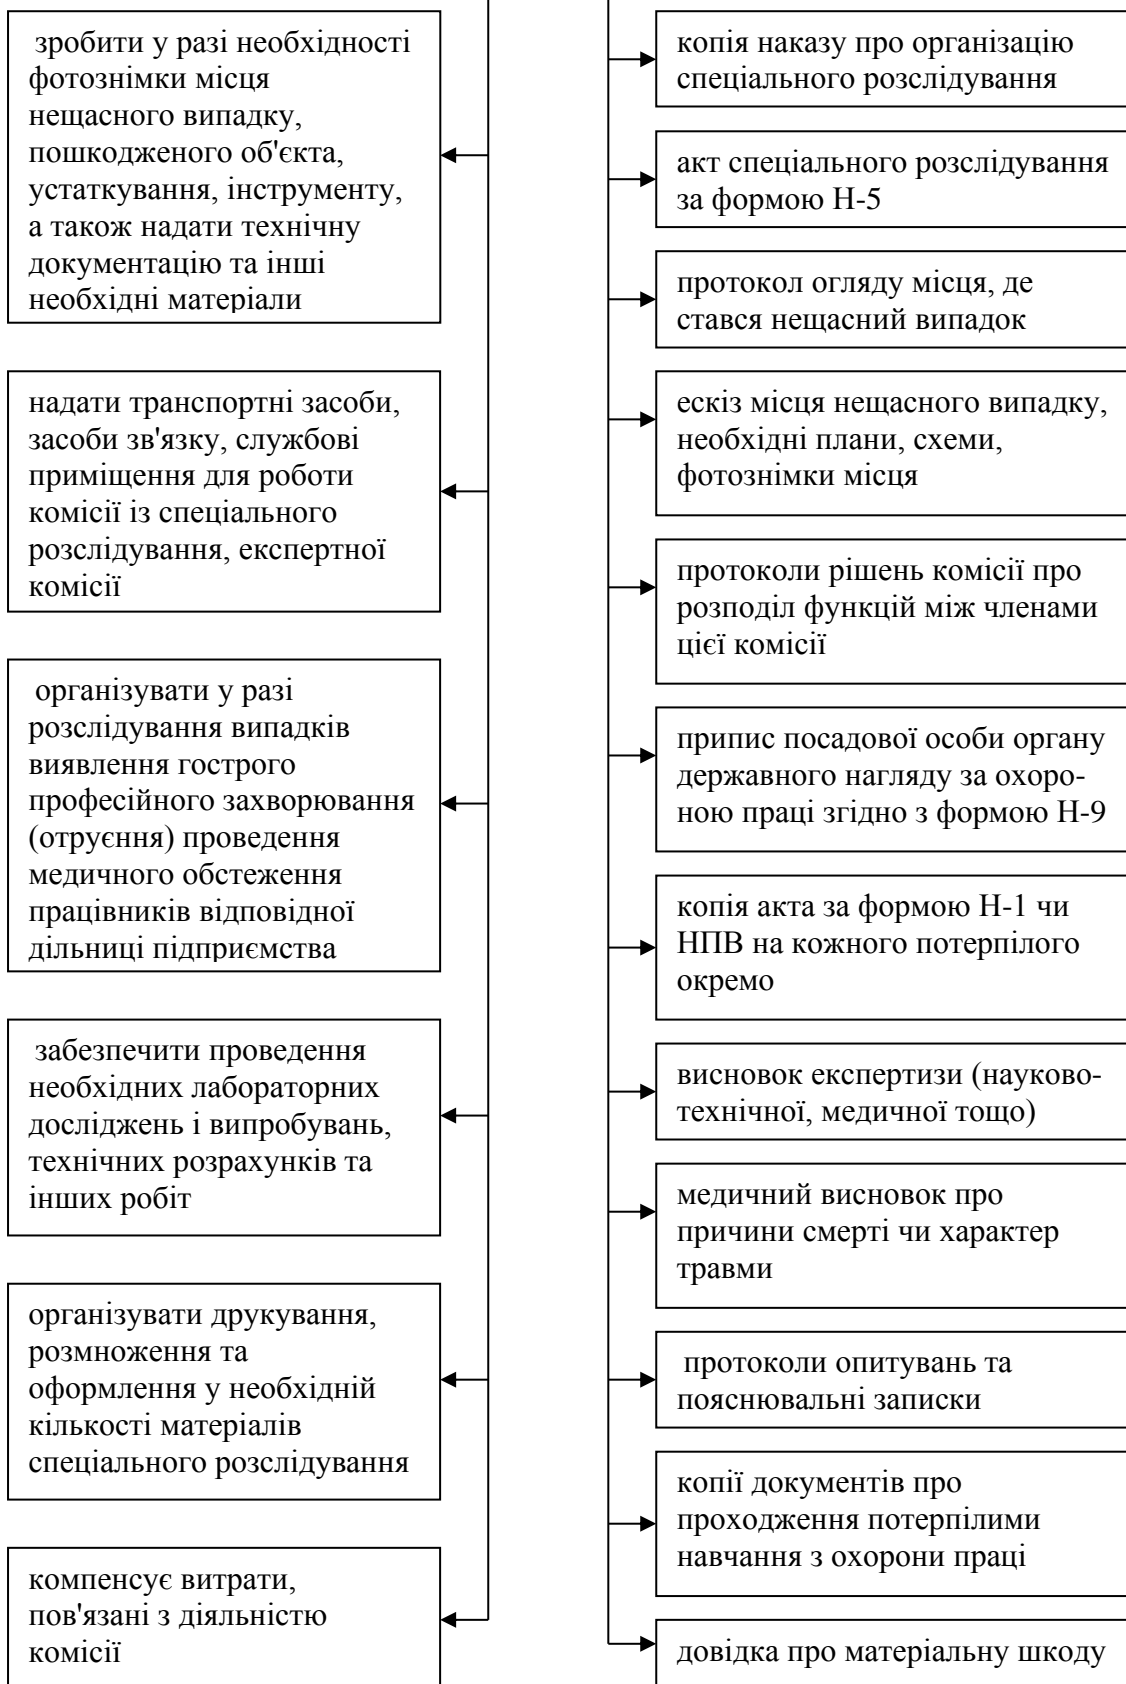 зробити у разі необхідності
фотознімки місця
нещасного випадку,
пошкодженого об'єкта,
устаткування, інструменту,
а також надати технічну
документацію та інші
необхідні матеріали
надати транспортні засоби,
засоби зв'язку, службові
приміщення для роботи
комісії із спеціального
розслідування, експертної
комісії
організувати у разі
розслідування випадків
виявлення гострого
професійного захворювання
(отруєння) проведення
медичного обстеження
працівників відповідної
дільниці підприємства
забезпечити проведення
необхідних лабораторних
досліджень і випробувань,
технічних розрахунків та
інших робіт
організувати друкування,
розмноження та
оформлення у необхідній
кількості матеріалів
спеціального розслідування
компенсує витрати,
пов'язані з діяльністю
комісії
копія наказу про організацію
спеціального розслідування
акт спеціального розслідування
за формою Н-5
протокол огляду місця, де
стався нещасний випадок
ескіз місця нещасного випадку,
необхідні плани, схеми,
фотознімки місця
протоколи рішень комісії про
розподіл функцій між членами
цієї комісії
припис посадової особи органу
державного нагляду за охоро-
ною праці згідно з формою Н-9
копія акта за формою Н-1 чи
НПВ на кожного потерпілого
окремо
висновок експертизи (науково-
технічної, медичної тощо)
медичний висновок про
причини смерті чи характер
травми
протоколи опитувань та
пояснювальні записки
копії документів про
проходження потерпілими
навчання з охорони праці
довідка про матеріальну шкоду